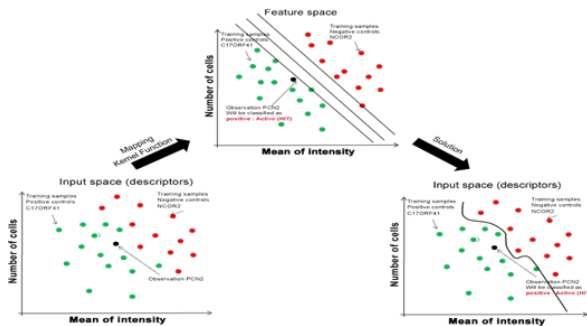 Feature space
Training samples
Positive controls
C17ORF41
Training samples
Negative controls
NCOR2
Number of cells
Observation PCN2
Will be classified as
positive : Active (HIT)
Mean of intensity
Mapping
Kernel Function
Solution
Input space (descriptors)
Training samples
Positive controls
C17ORF41
Training samples
Negative controls
NCOR2
Number of cells
Observation PCN2
Mean of intensity
Input space (descriptors)
Training samples
Positive controls
C17ORF41
Training samples
Negative controls
NCOR2
Number of cells
Observation PCN2
Will be classified as
positive : Active (HI
Mean of intensity